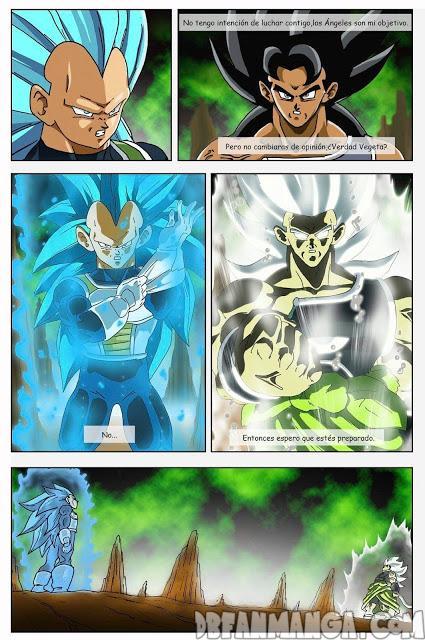 No tengo intención de luchar contigo,los Ángeles son mi objetivo.
Pero no cambiaras de opinión,¿Verdad Vegeta?
No...
Entonces espero que estés preparado.
DBFANMANGA.COM